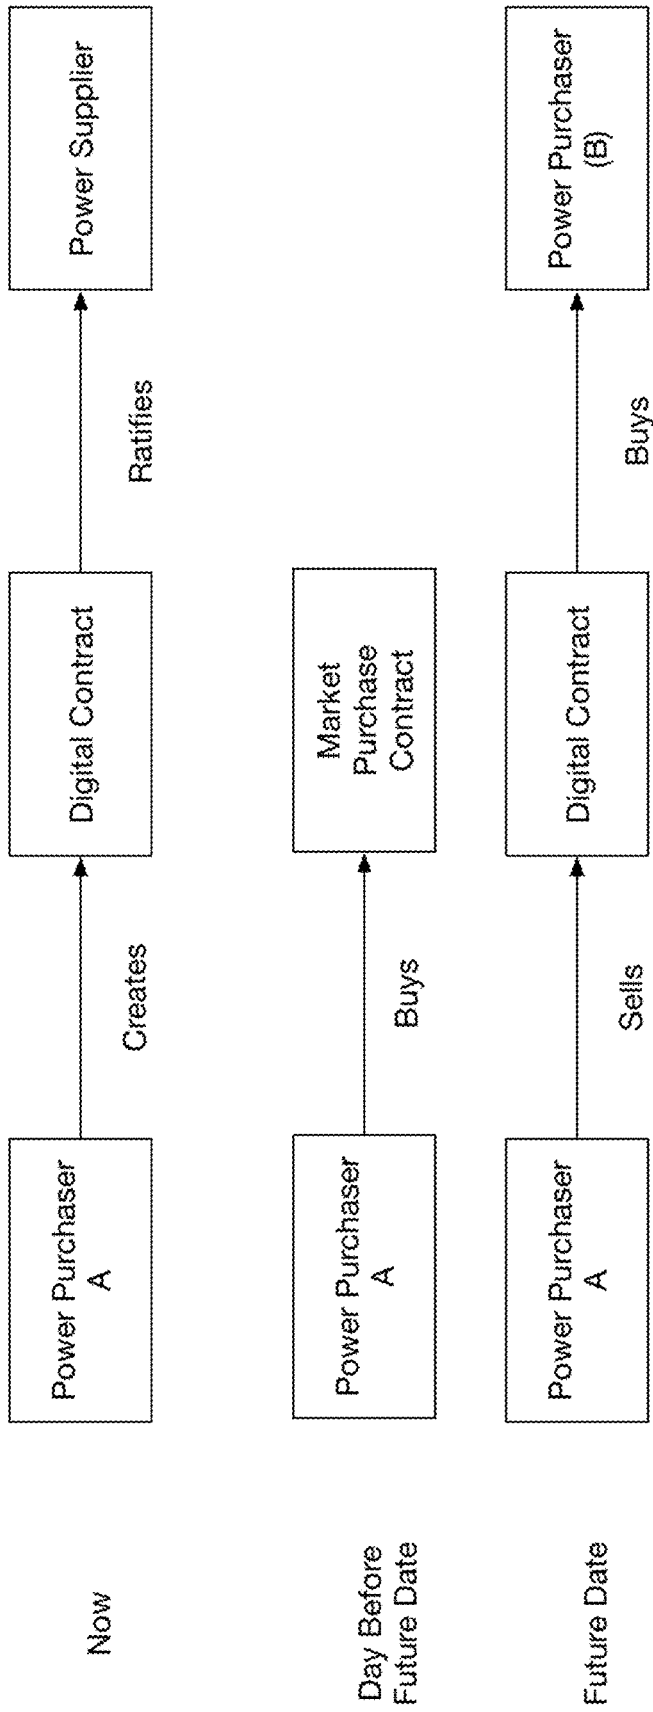 Now
Power Purchaser
A
Creates
Digital Contract
Ratifies
Power Supplier
Day Before
Future Date
Power Purchaser
A
Buys
Market
Purchase
Contract
Future Date
Power Purchaser
A
Sells
Digital Contract
Buys
Power Purchaser
(B)